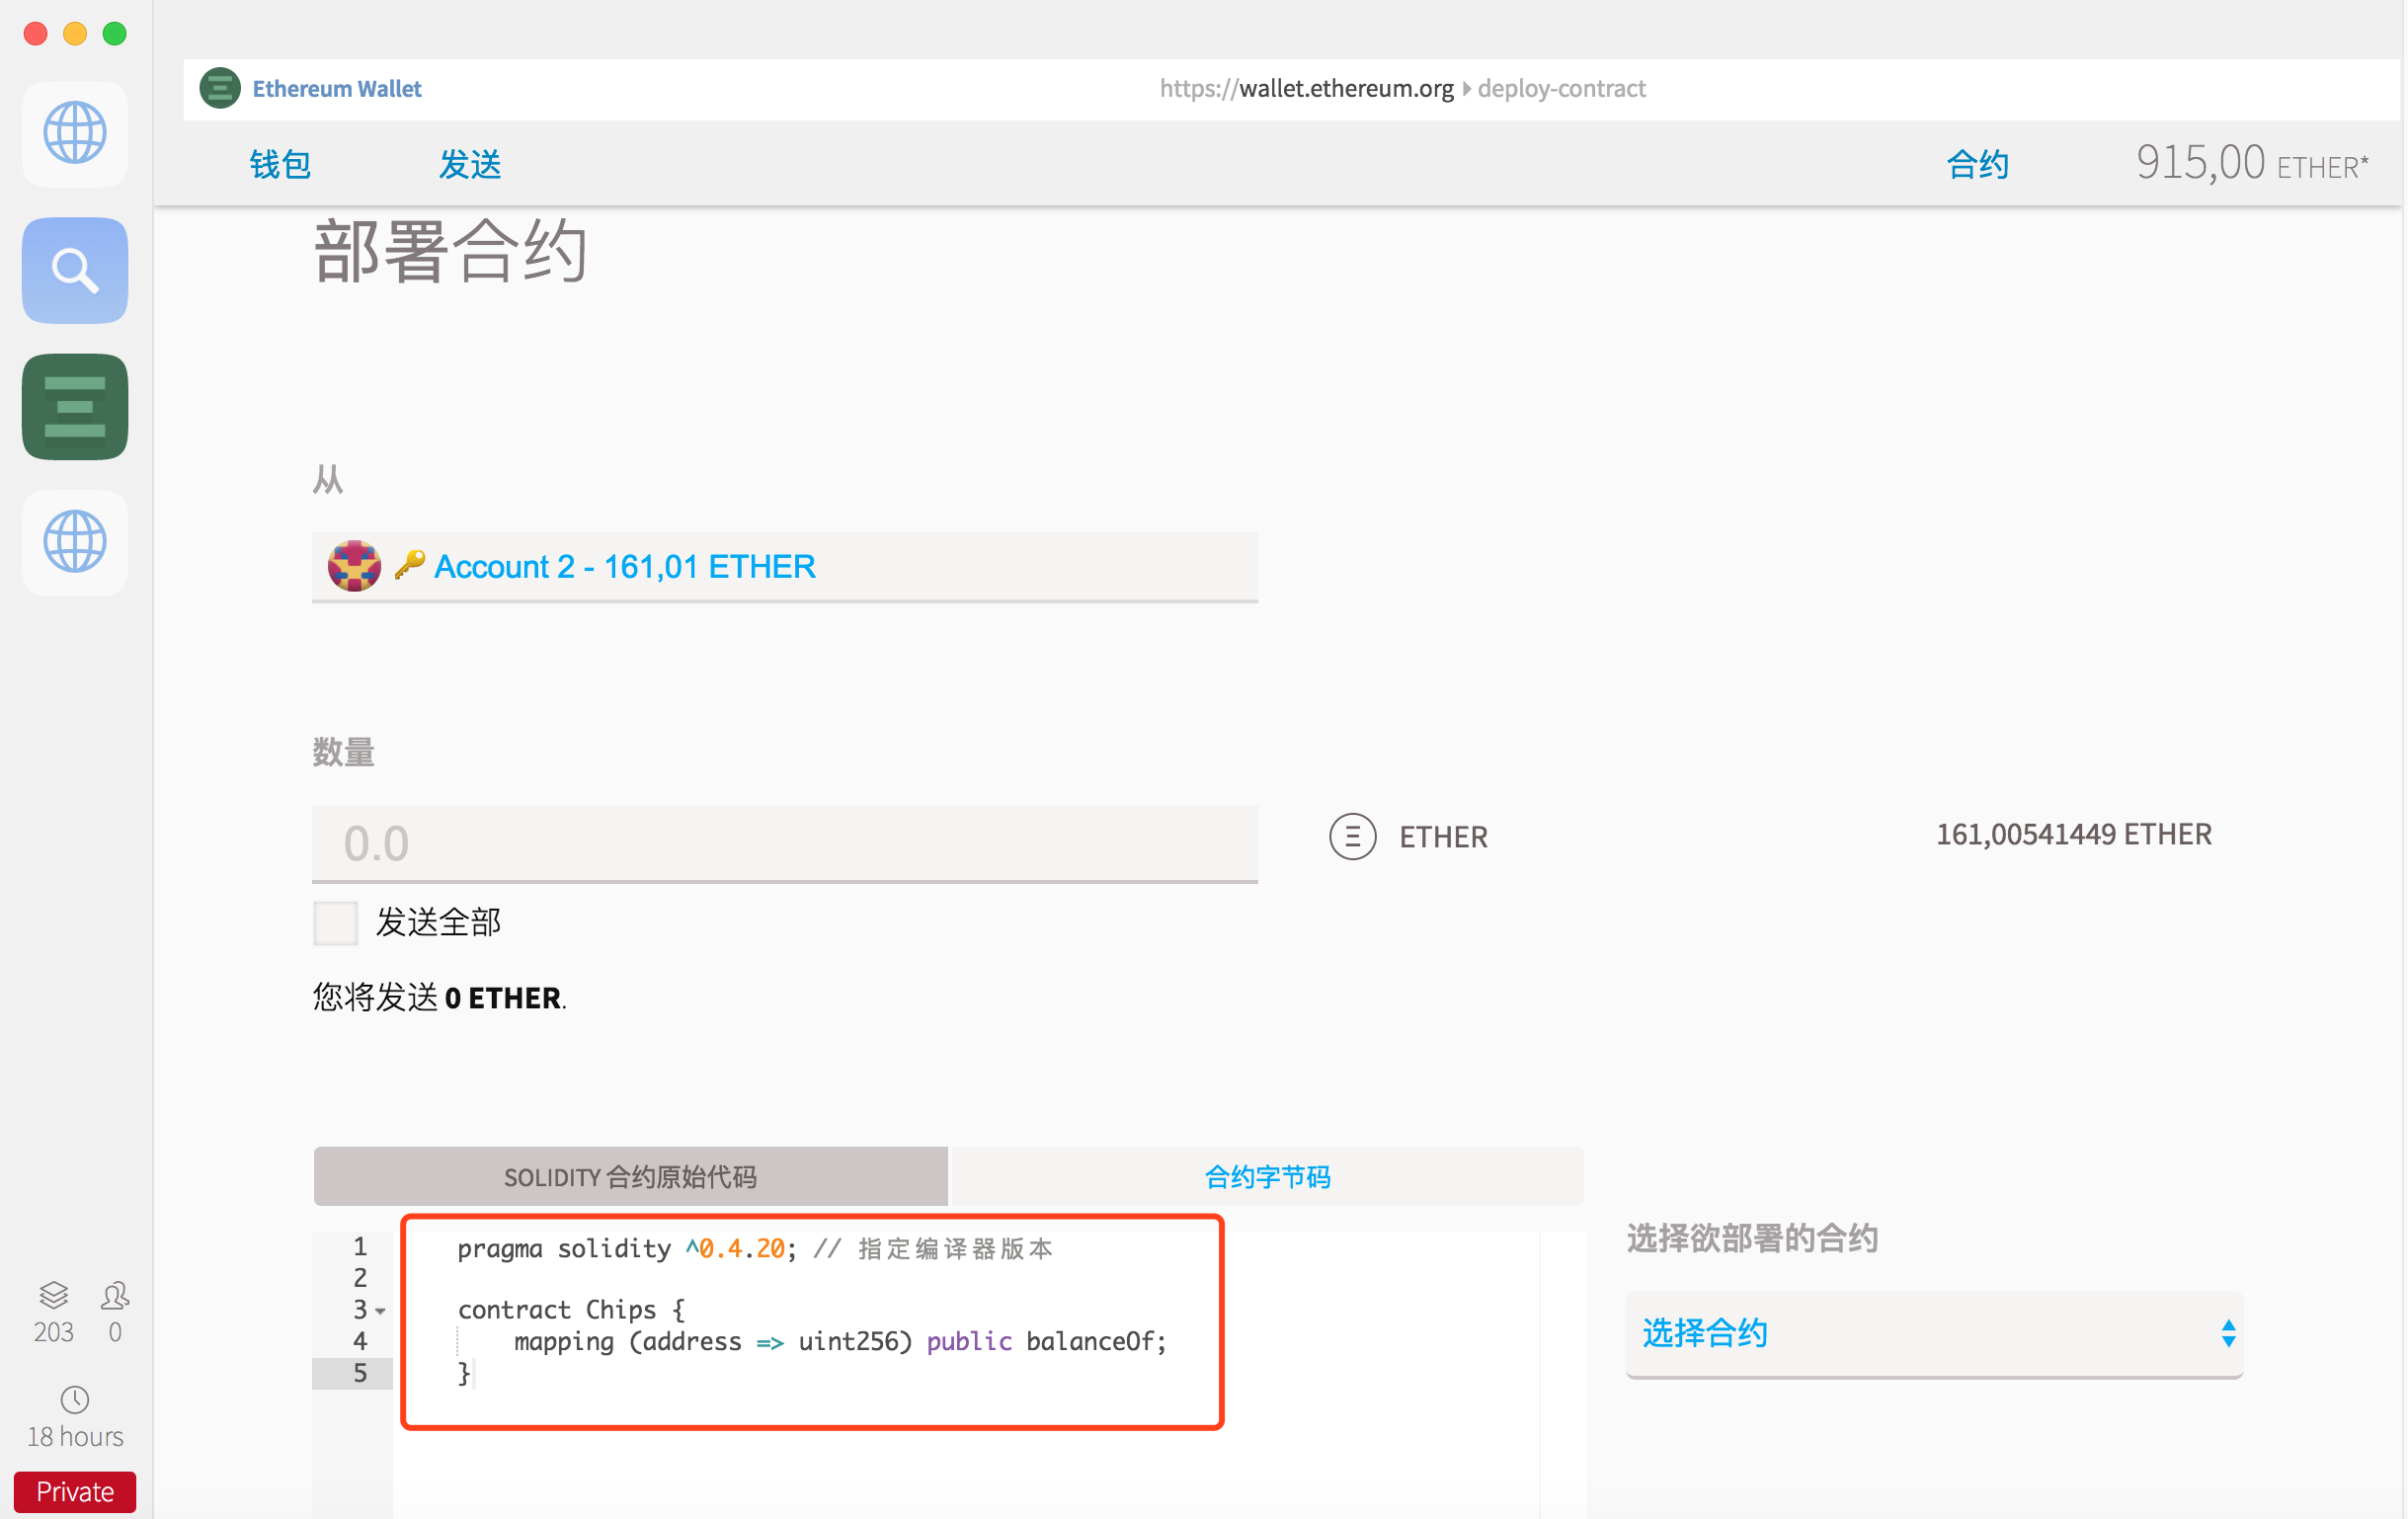 Ethereum Wallet
https://wallet.ethereum.org deploy-contract
钱包 发送 合约 915,00 ETHER*
部署合约
从
Account 2 - 161,01 ETHER
数量
0.0 ETHER 161,00541449 ETHER
发送全部
您将发送 0 ETHER.
SOLIDITY 合约原始代码 合约字节码
1 pragma solidity ^0.4.20; // 指定编译器版本
2
3 contract Chips {
4 mapping (address => uint256) public balanceOf;
5 }
选择欲部署的合约
选择合约
203 0
18 hours
Private